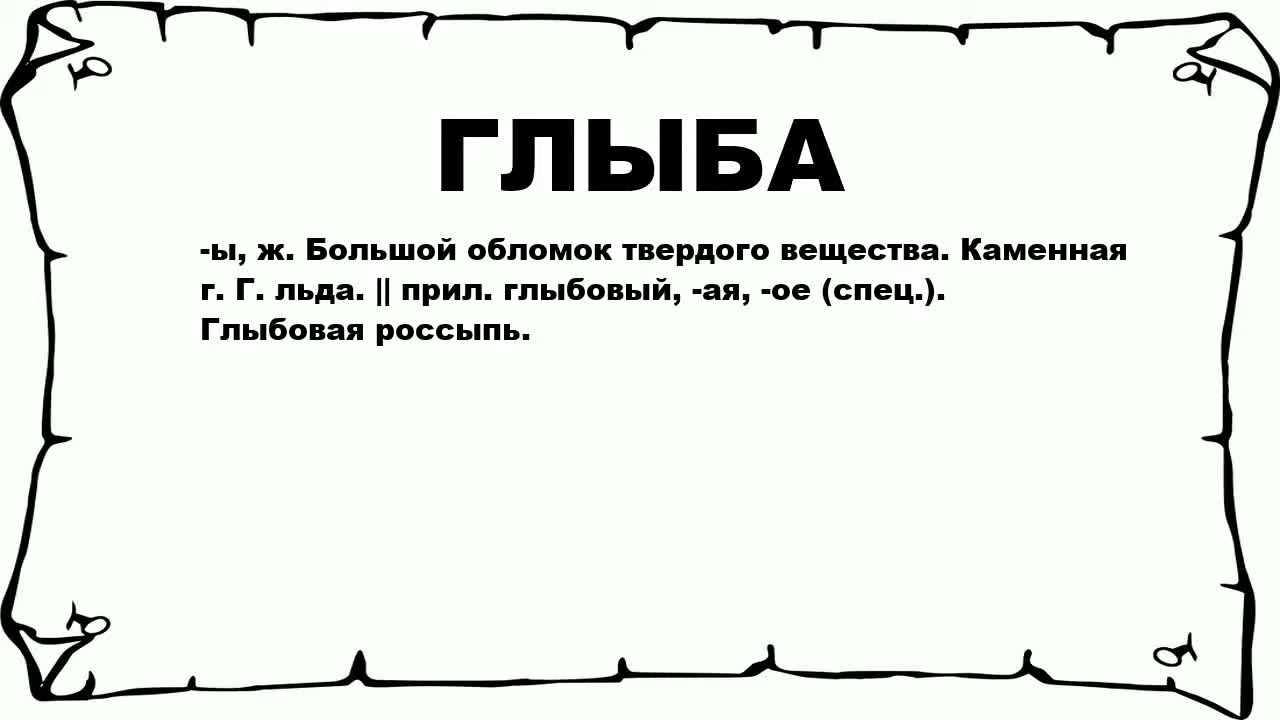 ГЛЫБА
-ы, ж. Большой обломок твердого вещества. Каменная
г. Г. льда. || прил. глыбовый, -ая, -ое (спец.).
Глыбовая россыпь.